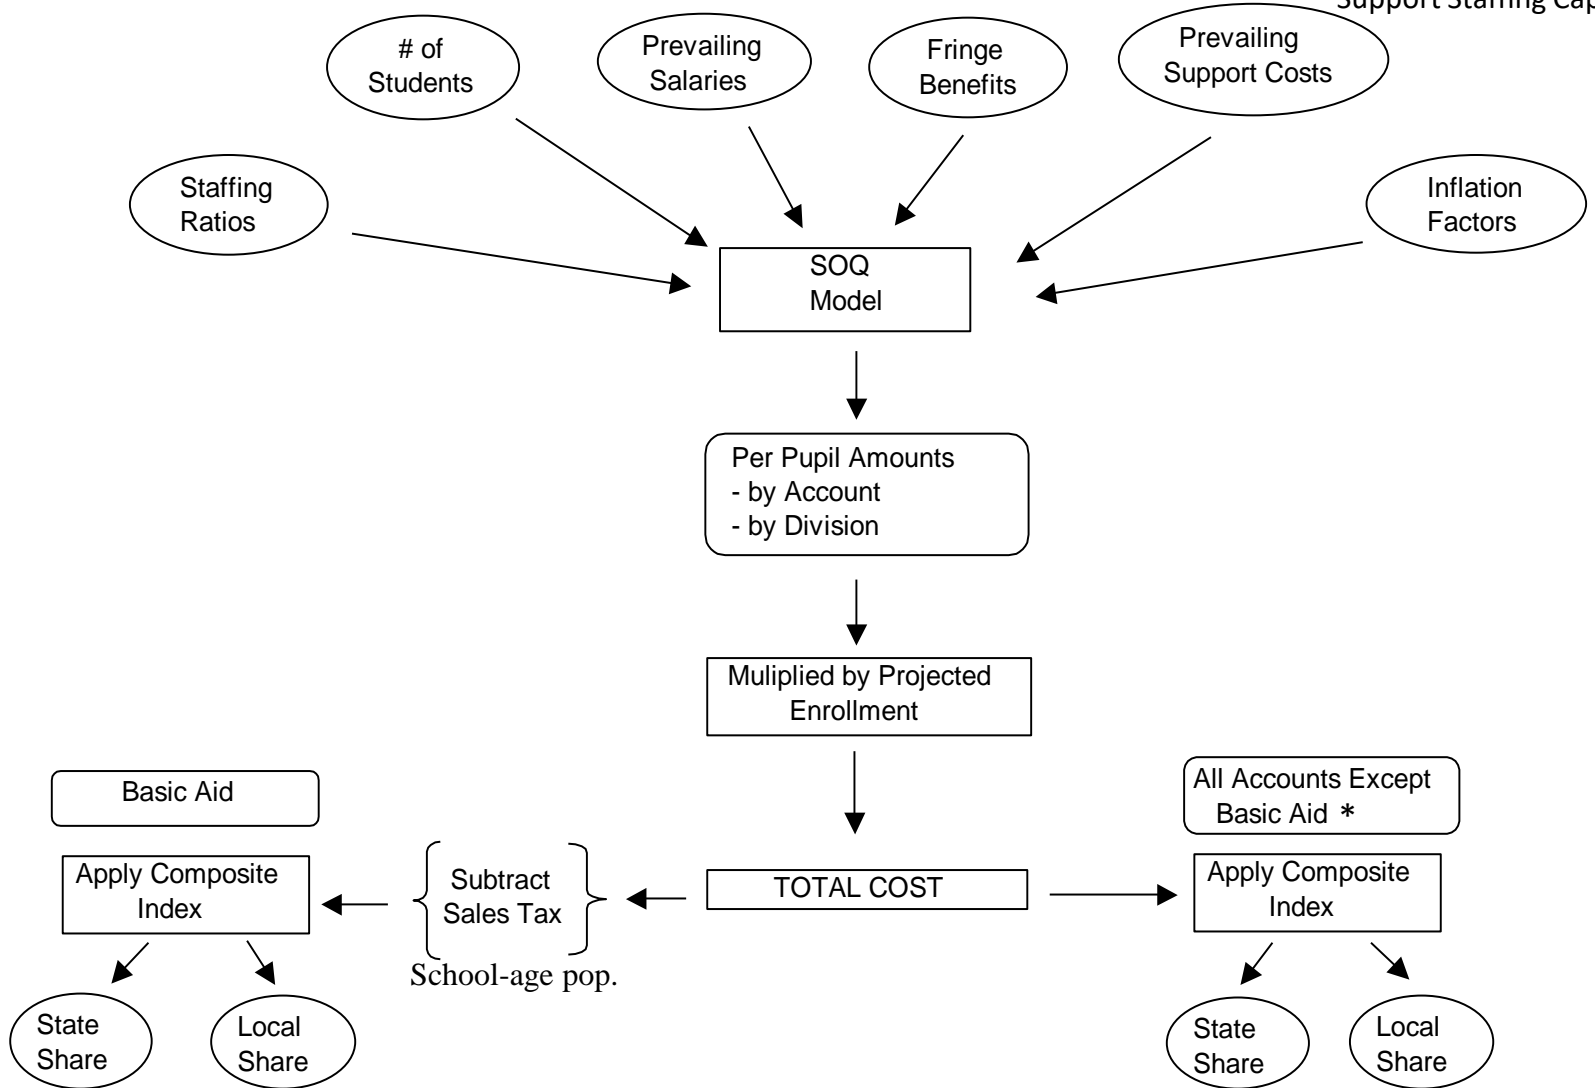 Support Staffing Cap
# of
Students
Prevailing
Salaries
Fringe
Benefits
Prevailing
Support Costs
Staffing
Ratios
Inflation
Factors
SOQ
Model
Per Pupil Amounts
- by Account
- by Division
Muliplied by Projected
Enrollment
Basic Aid
All Accounts Except
Basic Aid *
Apply Composite
Index
Subtract
Sales Tax
School-age pop.
TOTAL COST
Apply Composite
Index
State
Share
Local
Share
State
Share
Local
Share